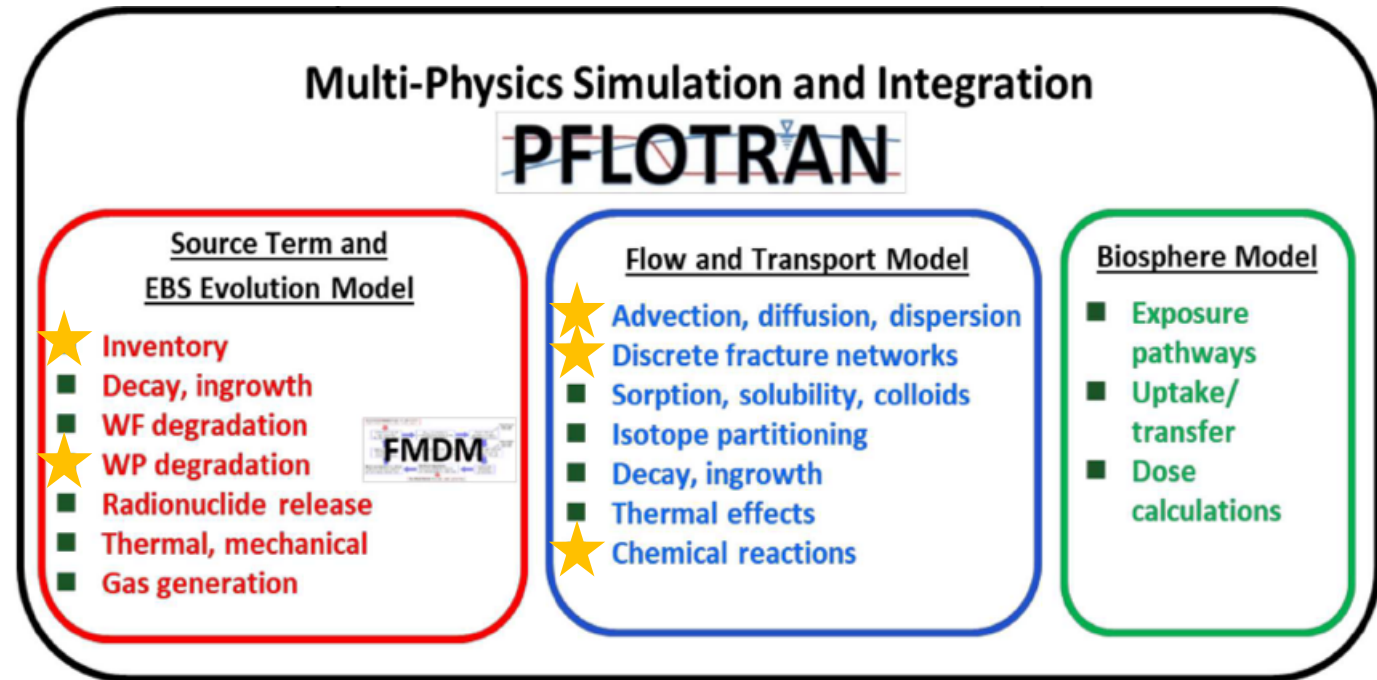 Multi-Physics Simulation and Integration
PFLOTRAN
Source Term and
EBS Evolution Model
Inventory
Decay, ingrowth
WF degradation
WP degradation
Radionuclide release
Thermal, mechanical
Gas generation
FMDM
Flow and Transport Model
Advection, diffusion, dispersion
Discrete fracture networks
Sorption, solubility, colloids
Isotope partitioning
Decay, ingrowth
Thermal effects
Chemical reactions
Biosphere Model
Exposure
pathways
Uptake/
transfer
Dose
calculations